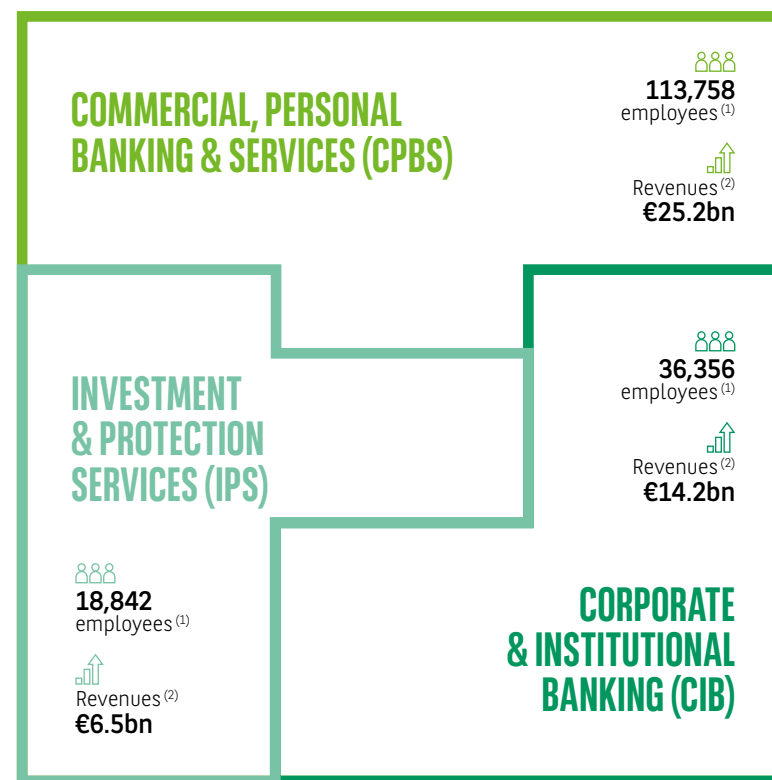 COMMERCIAL, PERSONAL
BANKING & SERVICES (CPBS)
113,758
employees (1)
Revenues (2)
€25.2bn
INVESTMENT
& PROTECTION
SERVICES (IPS)
18,842
employees (1)
Revenues (2)
€6.5bn
36,356
employees (1)
Revenues (2)
€14.2bn
CORPORATE
& INSTITUTIONAL
BANKING (CIB)